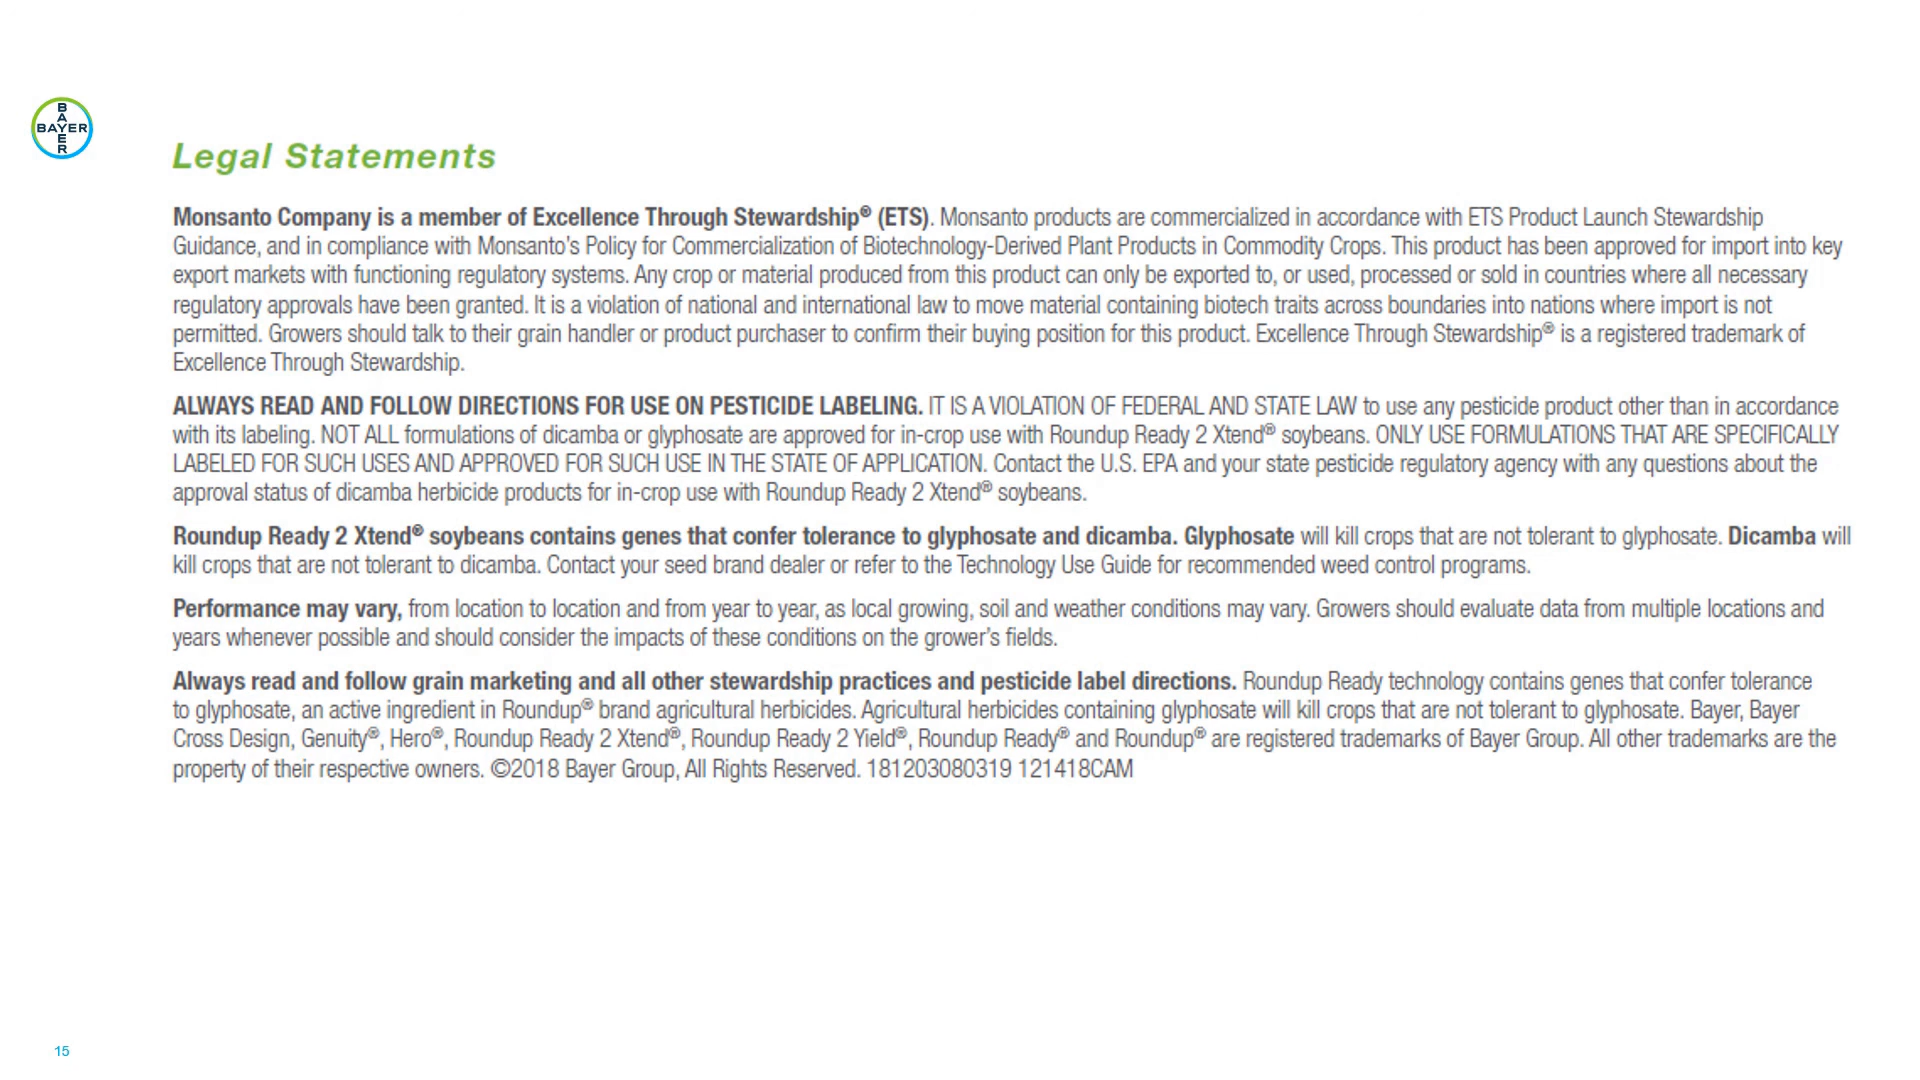 BAYER
BAYER
Legal Statements
Monsanto Company is a member of Excellence Through Stewardship® (ETS). Monsanto products are commercialized in accordance with ETS Product Launch Stewardship
Guidance, and in compliance with Monsanto's Policy for Commercialization of Biotechnology-Derived Plant Products in Commodity Crops. This product has been approved for import into key
export markets with functioning regulatory systems. Any crop or material produced from this product can only be exported to, or used, processed or sold in countries where all necessary
regulatory approvals have been granted. It is a violation of national and international law to move material containing biotech traits across boundaries into nations where import is not
permitted. Growers should talk to their grain handler or product purchaser to confirm their buying position for this product. Excellence Through Stewardship® is a registered trademark of
Excellence Through Stewardship.
ALWAYS READ AND FOLLOW DIRECTIONS FOR USE ON PESTICIDE LABELING. IT IS A VIOLATION OF FEDERAL AND STATE LAW to use any pesticide product other than in accordance
with its labeling. NOT ALL formulations of dicamba or glyphosate are approved for in-crop use with Roundup Ready 2 Xtend® soybeans. ONLY USE FORMULATIONS THAT ARE SPECIFICALLY
LABELED FOR SUCH USES AND APPROVED FOR SUCH USE IN THE STATE OF APPLICATION. Contact the U.S. EPA and your state pesticide regulatory agency with any questions about the
approval status of dicamba herbicide products for in-crop use with Roundup Ready 2 Xtend® soybeans.
Roundup Ready 2 Xtend® soybeans contains genes that confer tolerance to glyphosate and dicamba. Glyphosate will kill crops that are not tolerant to glyphosate. Dicamba will
kill crops that are not tolerant to dicamba. Contact your seed brand dealer or refer to the Technology Use Guide for recommended weed control programs.
Performance may vary, from location to location and from year to year, as local growing, soil and weather conditions may vary. Growers should evaluate data from multiple locations and
years whenever possible and should consider the impacts of these conditions on the grower's fields.
Always read and follow grain marketing and all other stewardship practices and pesticide label directions. Roundup Ready technology contains genes that confer tolerance
to glyphosate, an active ingredient in Roundup® brand agricultural herbicides. Agricultural herbicides containing glyphosate will kill crops that are not tolerant to glyphosate. Bayer, Bayer
Cross Design, Genuity®, Hero®, Roundup Ready 2 Xtend®, Roundup Ready 2 Yield®, Roundup Ready® and Roundup® are registered trademarks of Bayer Group. All other trademarks are the
property of their respective owners. ©2018 Bayer Group, All Rights Reserved. 181203080319 121418CAM
15